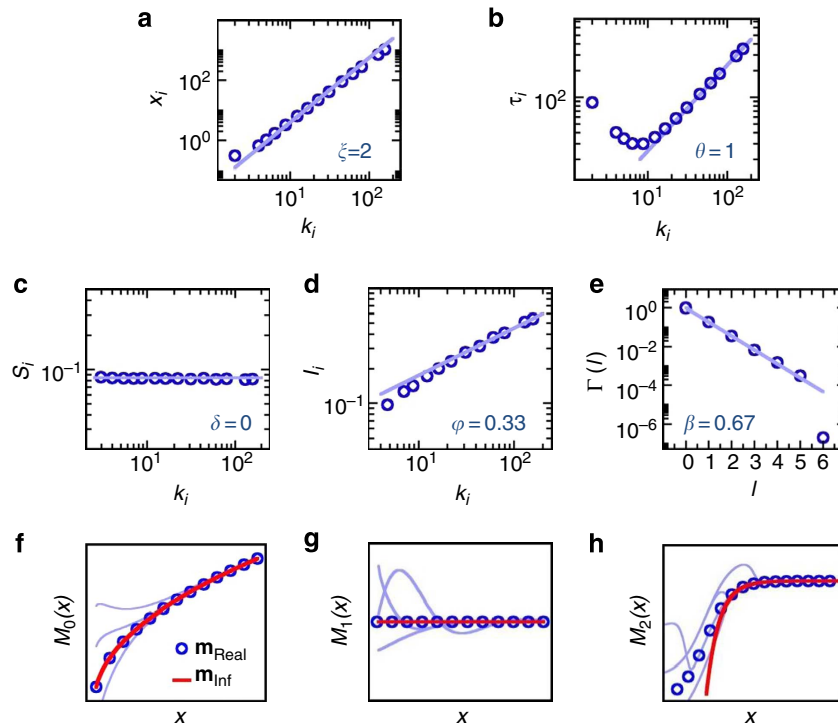 a
b
x_i
10^2
10^0
ξ=2
10^1
10^2
k_i
τ_i
10^2
θ=1
10^1
10^2
k_i
c
d
e
S_i
10^-1
δ=0
10^1
10^2
k_i
I_i
10^-1
φ=0.33
10^1
10^2
k_i
Γ(l)
10^0
10^-2
10^-4
10^-6
β=0.67
0 1 2 3 4 5 6
l
f
g
h
M_0(x)
m_Real
m_Inf
x
M_1(x)
x
M_2(x)
x